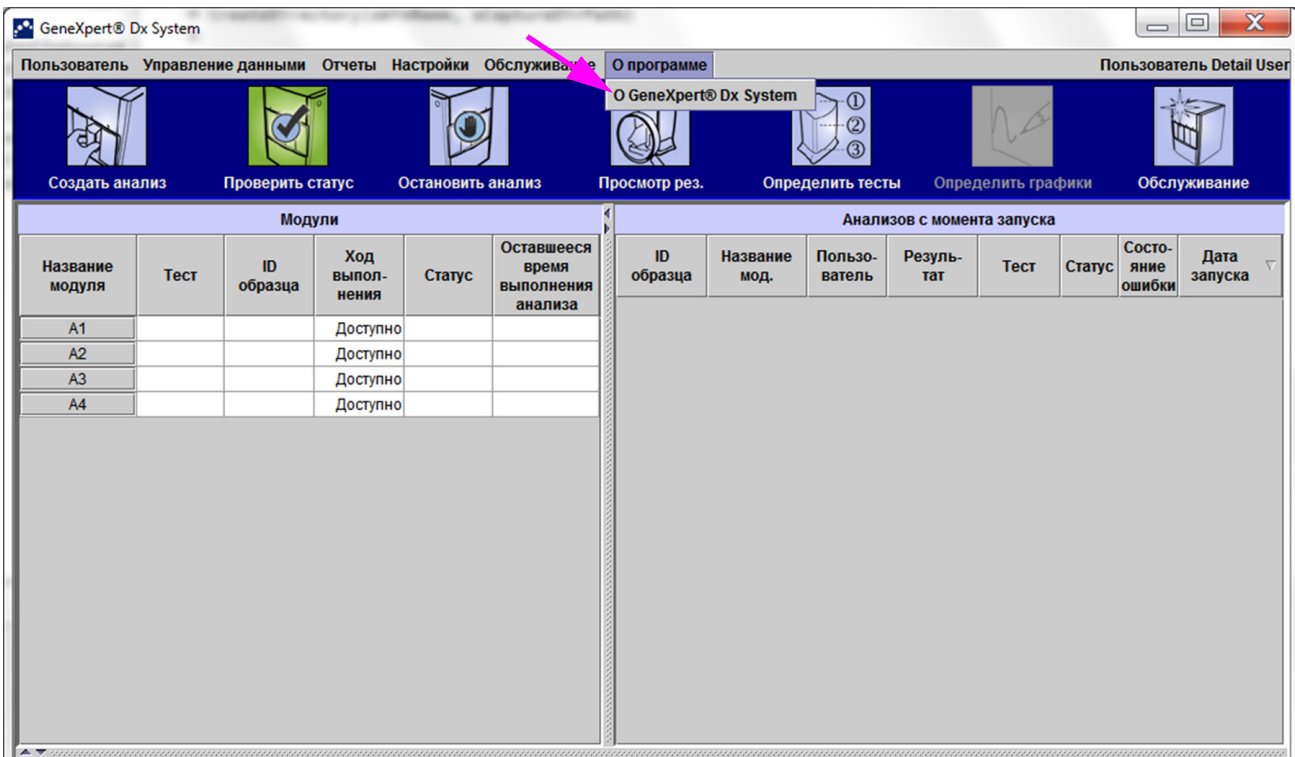 GeneXpert® Dx System
Пользователь Управление данными Отчеты Настройки Обслуживание О программе Пользователь Detail User
О GeneXpert® Dx System
1
2
3
Создать анализ Проверить статус Остановить анализ Просмотр рез. Определить тесты Определить графики Обслуживание
Модули
Название
модуля
Тест
ID
образца
Ход
выпол-
нения
Статус
Оставшееся
время
выполнения
анализа
A1 Доступно
A2 Доступно
A3 Доступно
A4 Доступно
Анализов с момента запуска
ID
образца
Название
мод.
Пользо-
ватель
Резуль-
тат
Тест
Статус
Состо-
яние
ошибки
Дата
запуска